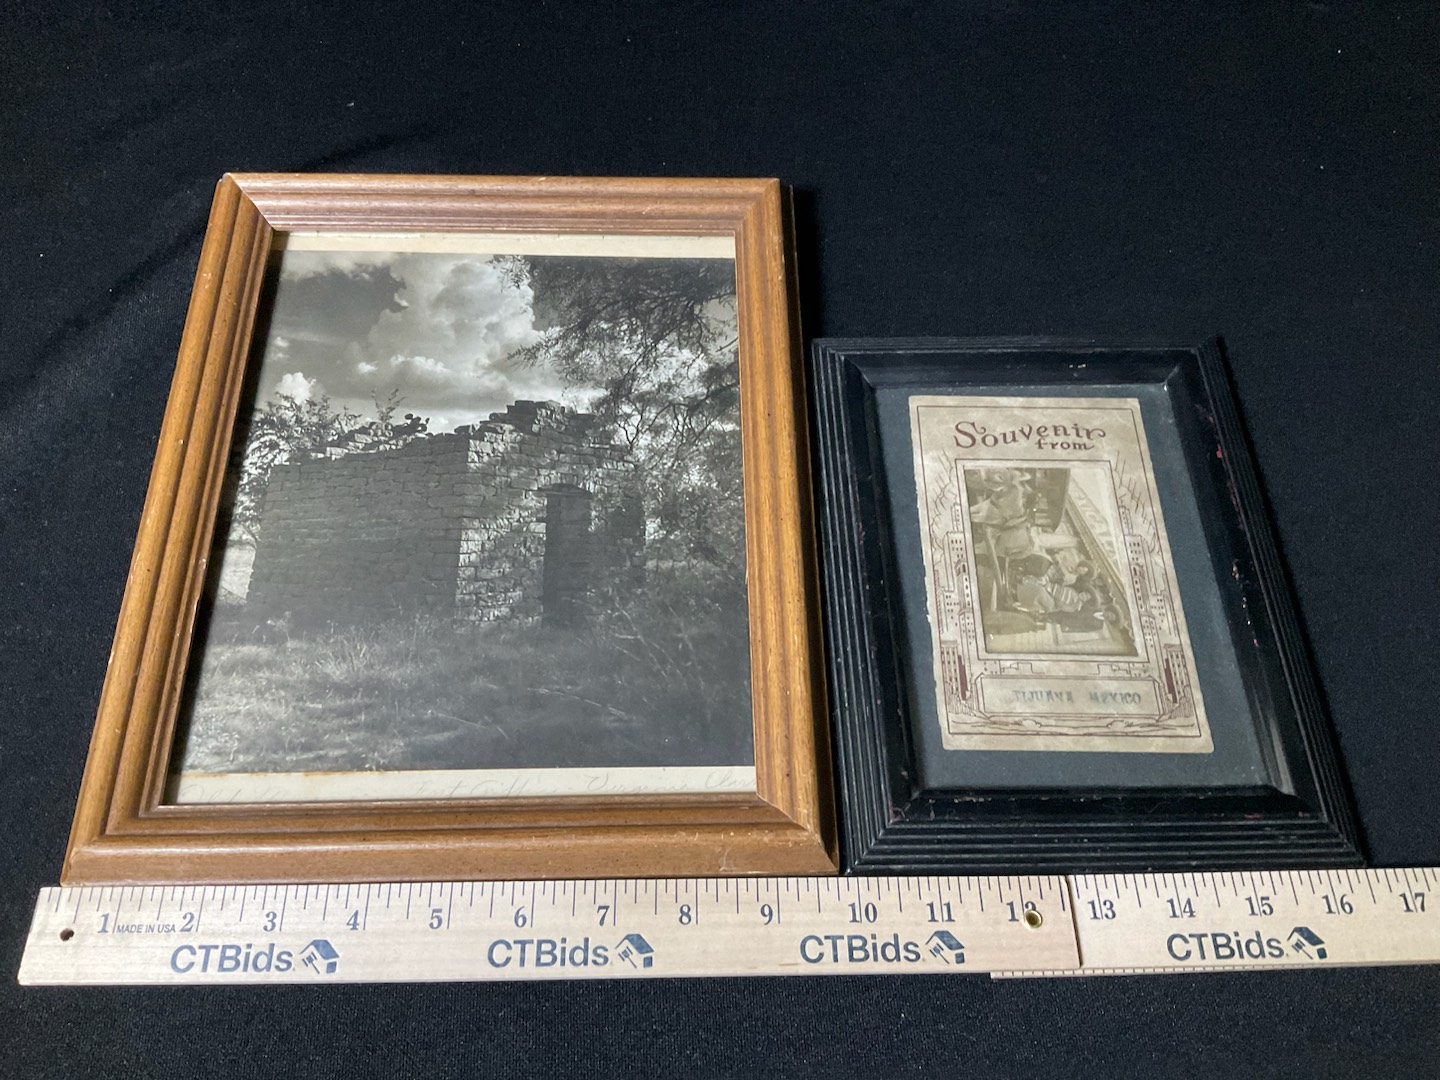 Souvenir
from
TIJUANA MEXICO
1 MADE IN USA 2 3 4 5 6 7 8 9 10 11 12 13 14 15 16 17
CTBids CTBids CTBids CTBids